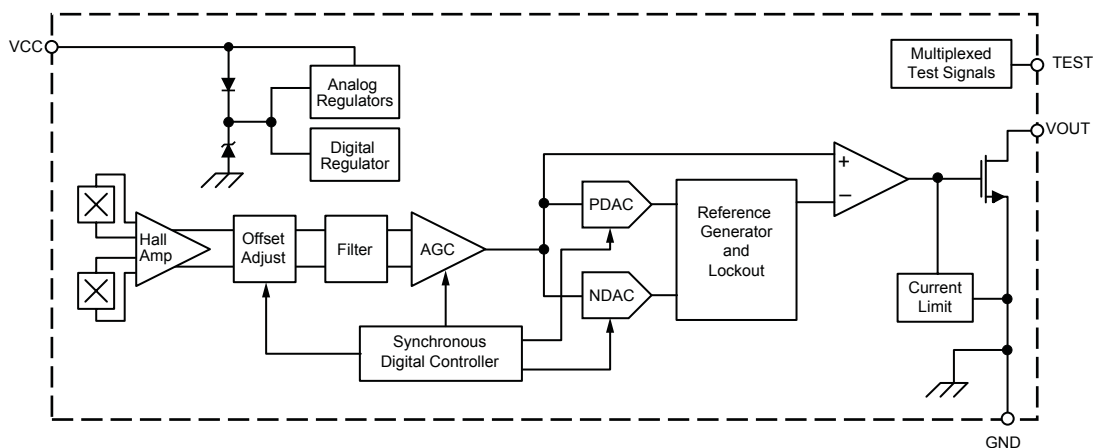 VCC
Multiplexed
Test Signals
TEST
Analog
Regulators
VOUT
Digital
Regulator
+
−
PDAC
Reference
Generator
and
Lockout
Hall
Amp
Offset
Adjust
Filter
AGC
NDAC
Current
Limit
Synchronous
Digital Controller
GND